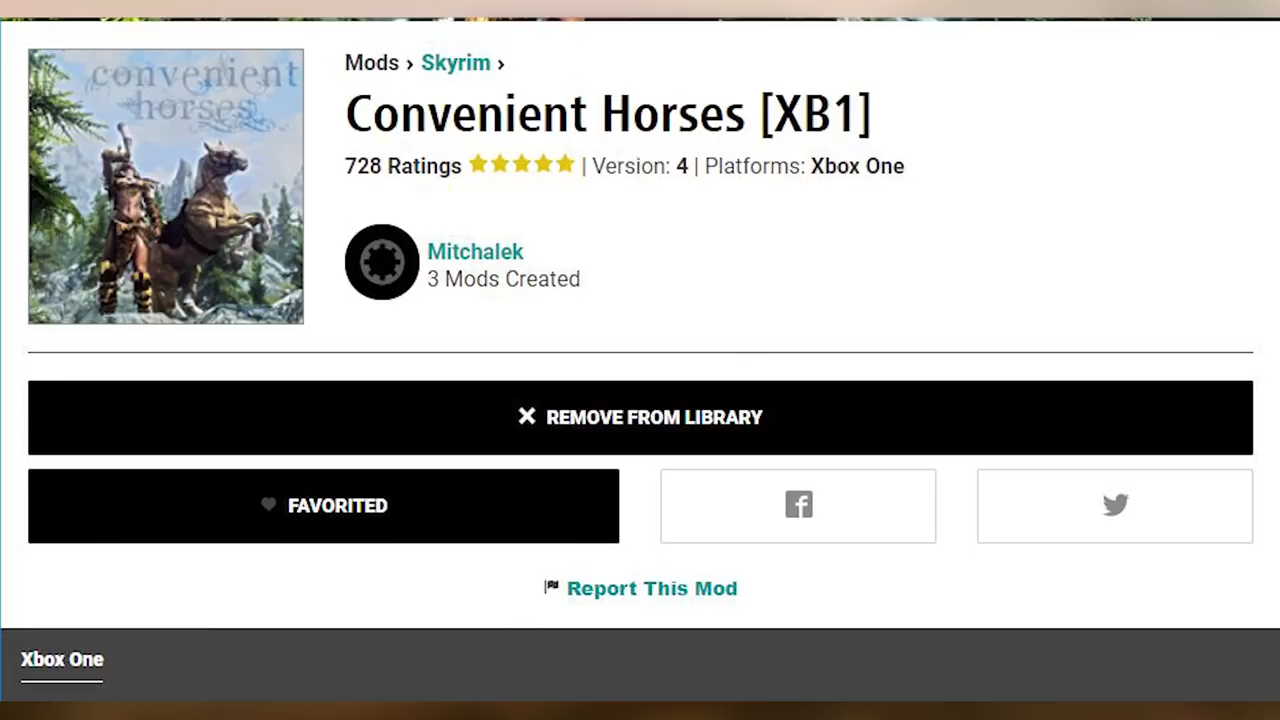 convenient
horses
Mods › Skyrim ›
Convenient Horses [XB1]
728 Ratings ★★★★★ | Version: 4 | Platforms: Xbox One
Mitchalek
3 Mods Created
✕ REMOVE FROM LIBRARY
FAVORITED
Report This Mod
Xbox One